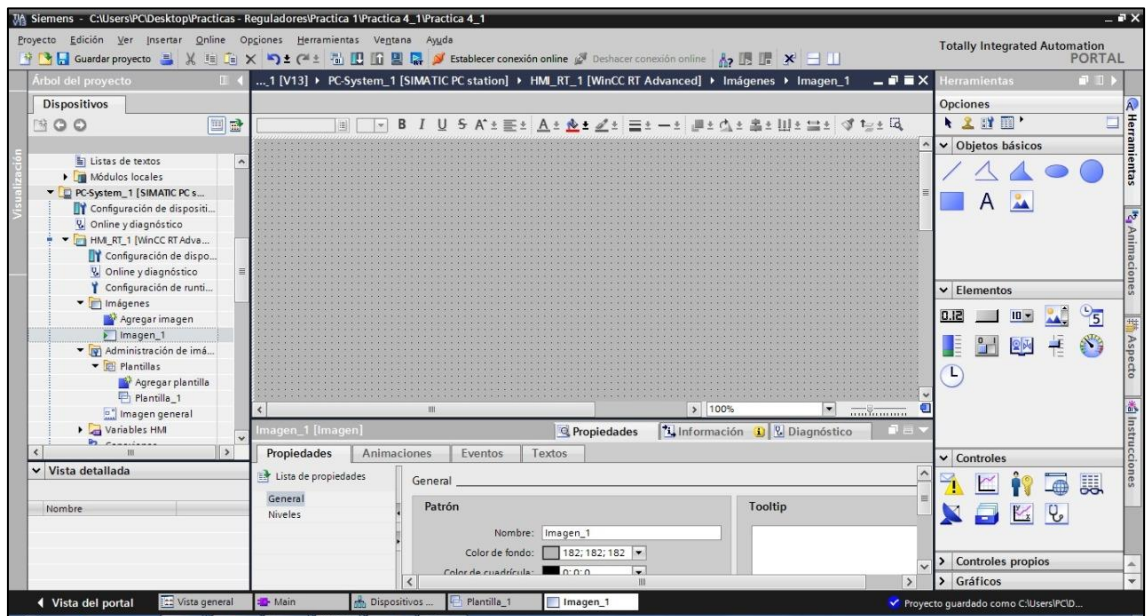 Siemens - C:\Users\PC\Desktop\Practicas - Reguladores\Practica 1\Practica 4_1\Practica 4_1
Proyecto Edición Ver Insertar Online Opciones Herramientas Ventana Ayuda
Guardar proyecto
Establecer conexión online
Deshacer conexión online
Totally Integrated Automation
PORTAL
Árbol del proyecto
...1 [V13] ▸ PC-System_1 [SIMATIC PC station] ▸ HMI_RT_1 [WinCC RT Advanced] ▸ Imágenes ▸ Imagen_1
Herramientas
Dispositivos
Opciones
Visualización
Listas de textos
Módulos locales
PC-System_1 [SIMATIC PC s...
Configuración de dispositi...
Online y diagnóstico
HMI_RT_1 [WinCC RT Adva...
Configuración de dispo...
Online y diagnóstico
Configuración de runti...
Imágenes
Agregar imagen
Imagen_1
Administración de imá...
Plantillas
Agregar plantilla
Plantilla_1
Imagen general
Variables HMI
B I U S A
100%
Objetos básicos
A
Elementos
0.12
10
5
Controles
Controles propios
Gráficos
Herramientas
Animaciones
Aspecto
Instrucciones
Vista detallada
Nombre
Imagen_1 [Imagen]
Propiedades
Información
Diagnóstico
Propiedades Animaciones Eventos Textos
Lista de propiedades
General
Niveles
General
Patrón
Tooltip
Nombre: Imagen_1
Color de fondo: 182; 182; 182
Color de cuadrícula: 0; 0; 0
Vista del portal
Vista general
Main
Dispositivos ...
Plantilla_1
Imagen_1
Proyecto guardado como C:\Users\PC\D...